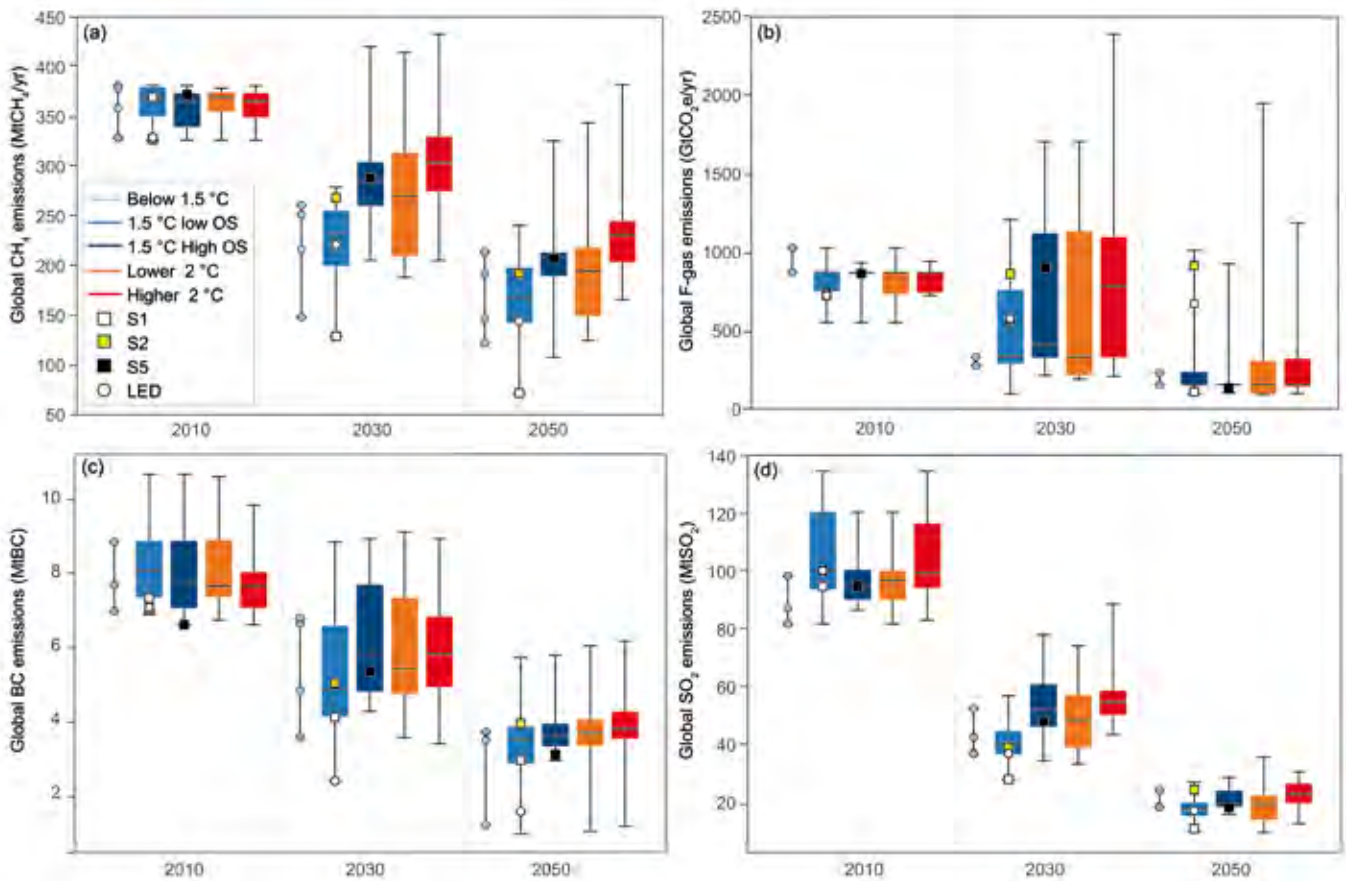 (a)
Global CH₄ emissions (MtCH₄/yr)
450
400
350
300
250
200
150
100
50
Below 1.5 °C
1.5 °C low OS
1.5 °C High OS
Lower 2 °C
Higher 2 °C
S1
S2
S5
LED
2010 2030 2050
(b)
Global F-gas emissions (GtCO₂e/yr)
2500
2000
1500
1000
500
0
2010 2030 2050
(c)
Global BC emissions (MtBC)
10
8
6
4
2
2010 2030 2050
(d)
Global SO₂ emissions (MtSO₂)
140
120
100
80
60
40
20
2010 2030 2050